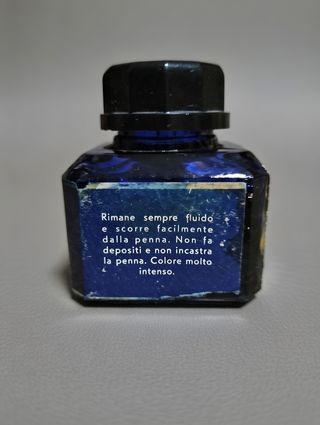 Rimane sempre fluido
e scorre facilmente
dalla penna. Non fa
depositi e non incastra
la penna. Colore molto
intenso.